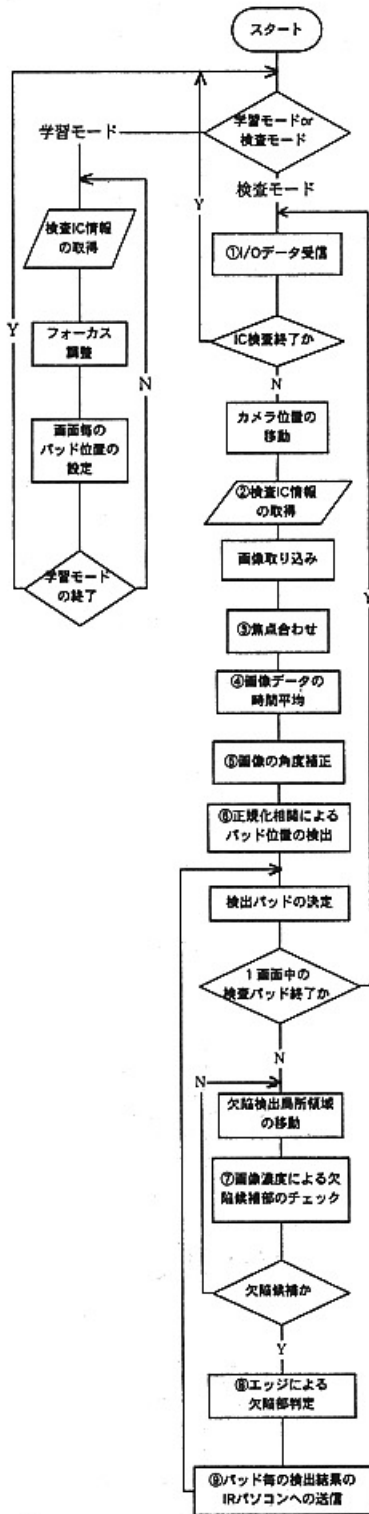 スタート
学習モードor
検査モード
学習モード
検査モード
Y
検査IC情報
の取得
①I/Oデータ受信
フォーカス
調整
Y
N
IC検査終了か
N
画面毎の
パッド位置の
設定
カメラ位置の
移動
②検査IC情報
の取得
学習モード
の終了
画像取り込み
Y
③焦点合わせ
④画像データの
時間平均
⑤画像の角度補正
⑥正規化相関による
パッド位置の検出
検出パッドの決定
1画面中の
検査パッド終了か
N
N
欠陥検出局所領域
の移動
⑦画像濃度による欠
陥候補部のチェック
欠陥候補か
Y
⑧エッジによる
欠陥部判定
⑨パッド毎の検出結果の
IRパソコンへの送信